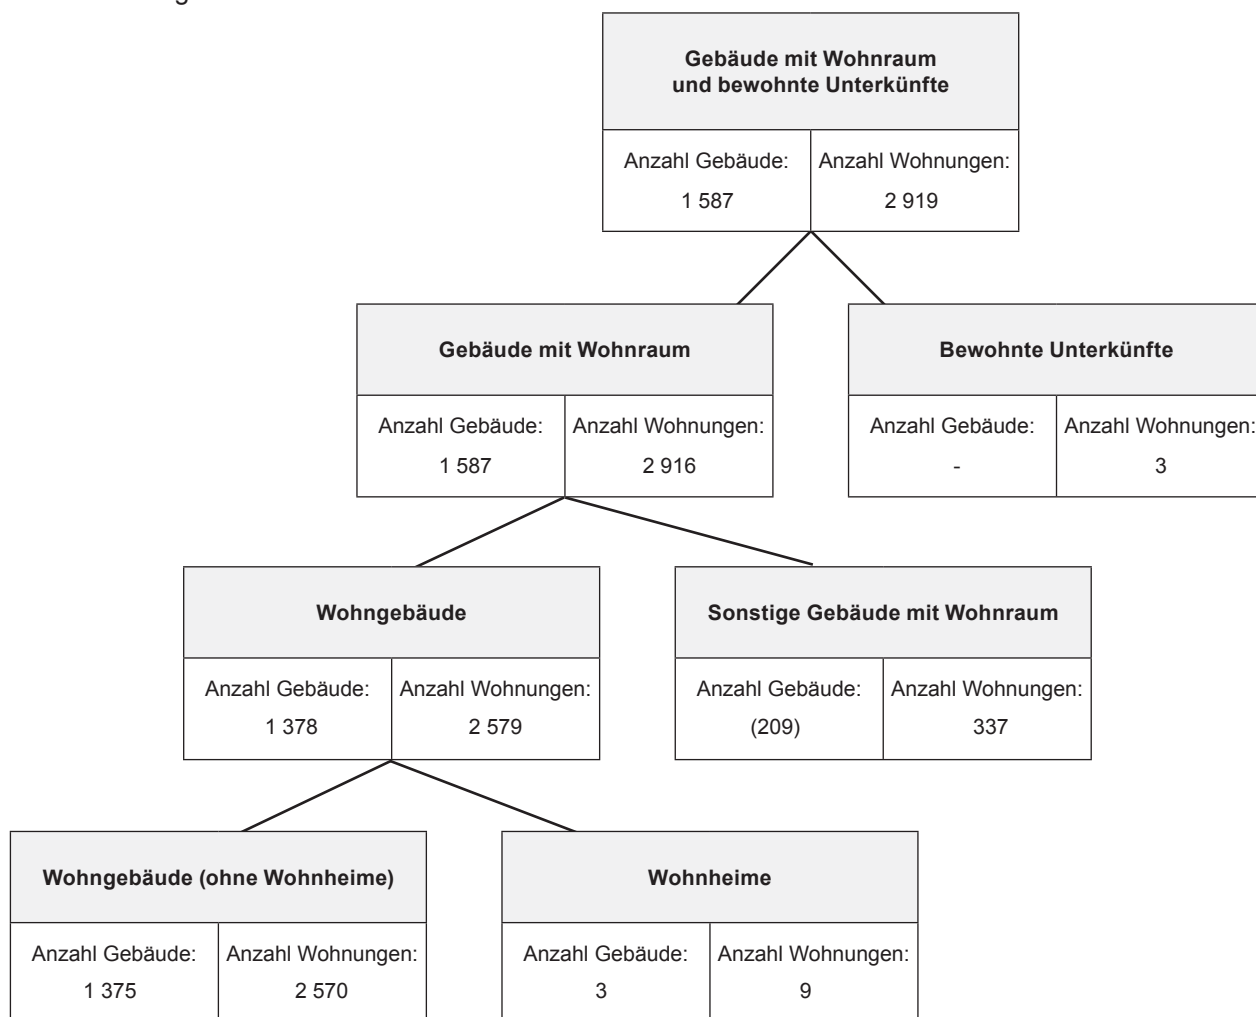 Gebäude mit Wohnraum
und bewohnte Unterkünfte
Anzahl Gebäude: Anzahl Wohnungen:
1 587 2 919
Gebäude mit Wohnraum
Bewohnte Unterkünfte
Anzahl Gebäude: Anzahl Wohnungen:
1 587 2 916
Anzahl Gebäude: Anzahl Wohnungen:
- 3
Wohngebäude
Sonstige Gebäude mit Wohnraum
Anzahl Gebäude: Anzahl Wohnungen:
1 378 2 579
Anzahl Gebäude: Anzahl Wohnungen:
(209) 337
Wohngebäude (ohne Wohnheime)
Wohnheime
Anzahl Gebäude: Anzahl Wohnungen:
1 375 2 570
Anzahl Gebäude: Anzahl Wohnungen:
3 9